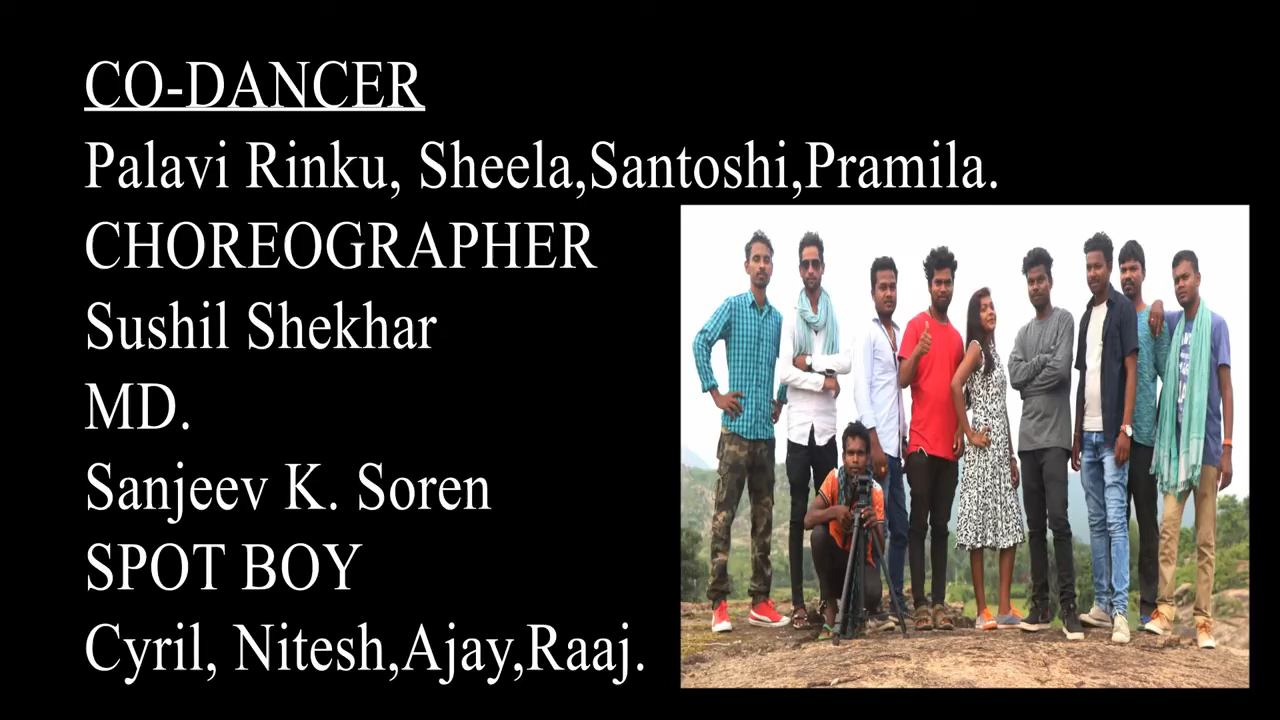 CO-DANCER
Palavi Rinku, Sheela,Santoshi,Pramila.
CHOREOGRAPHER
Sushil Shekhar
MD.
Sanjeev K. Soren
SPOT BOY
Cyril, Nitesh,Ajay,Raaj.